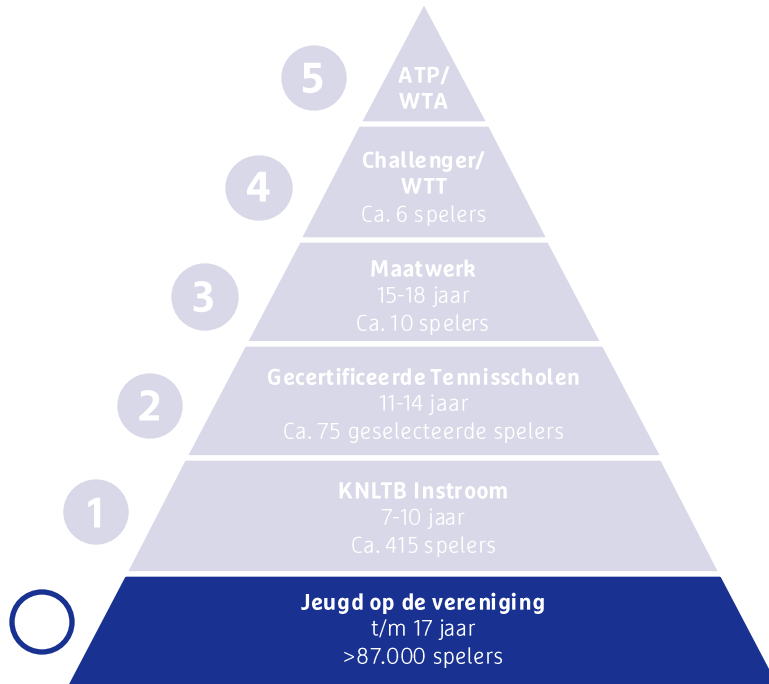 5
ATP/
WTA
4
Challenger/
WTT
Ca. 6 spelers
3
Maatwerk
15-18 jaar
Ca. 10 spelers
2
Gecertificeerde Tennisscholen
11-14 jaar
Ca. 75 geselecteerde spelers
1
KNLTB Instroom
7-10 jaar
Ca. 415 spelers
Jeugd op de vereniging
t/m 17 jaar
>87.000 spelers